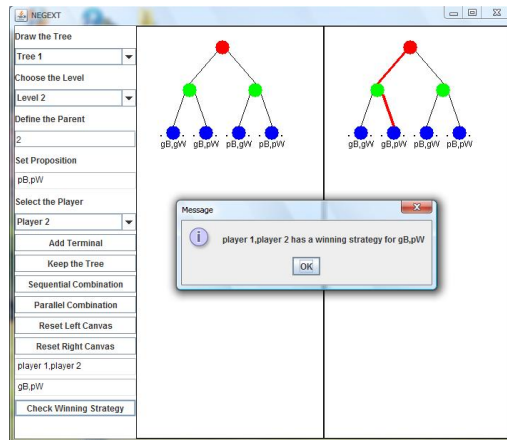 NEGEXT
Draw the Tree
Tree 1
Choose the Level
Level 2
Define the Parent
2
Set Proposition
pB,pW
Select the Player
Player 2
Add Terminal
Keep the Tree
Sequential Combination
Parallel Combination
Reset Left Canvas
Reset Right Canvas
player 1,player 2
gB,pW
Check Winning Strategy
gB,gW gB,pW pB,gW pB,pW
gB,gW gB,pW pB,gW pB,pW
Message
player 1,player 2 has a winning strategy for gB,pW
OK